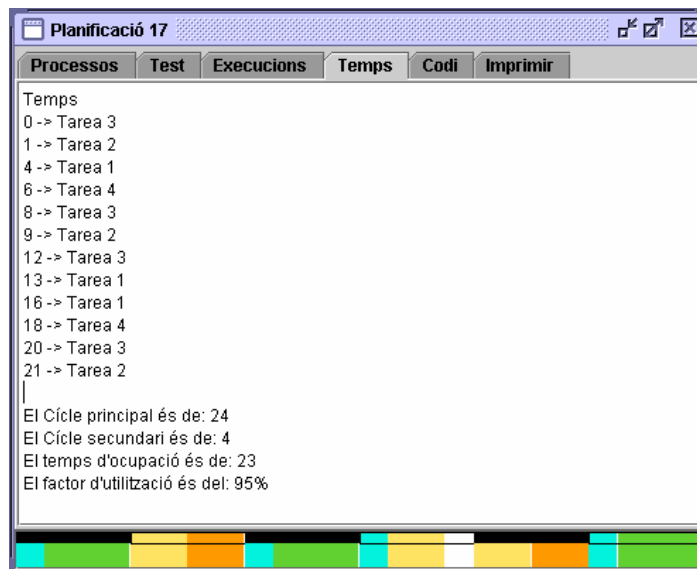 Planificació 17
Processos Test Execucions Temps Codi Imprimir
Temps
0 -> Tarea 3
1 -> Tarea 2
4 -> Tarea 1
6 -> Tarea 4
8 -> Tarea 3
9 -> Tarea 2
12 -> Tarea 3
13 -> Tarea 1
16 -> Tarea 1
18 -> Tarea 4
20 -> Tarea 3
21 -> Tarea 2
El Cícle principal és de: 24
El Cícle secundari és de: 4
El temps d'ocupació és de: 23
El factor d'utilització és del: 95%